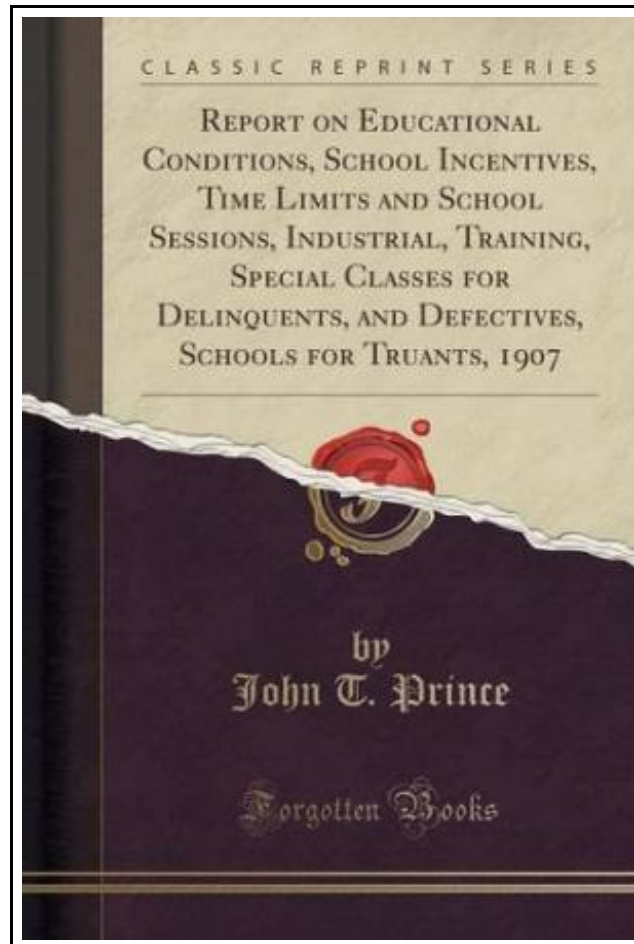 CLASSIC REPRINT SERIES
REPORT ON EDUCATIONAL
CONDITIONS, SCHOOL INCENTIVES,
TIME LIMITS AND SCHOOL
SESSIONS, INDUSTRIAL, TRAINING,
SPECIAL CLASSES FOR
DELINQUENTS, AND DEFECTIVES,
SCHOOLS FOR TRUANTS, 1907
by
John T. Prince
Forgotten Books